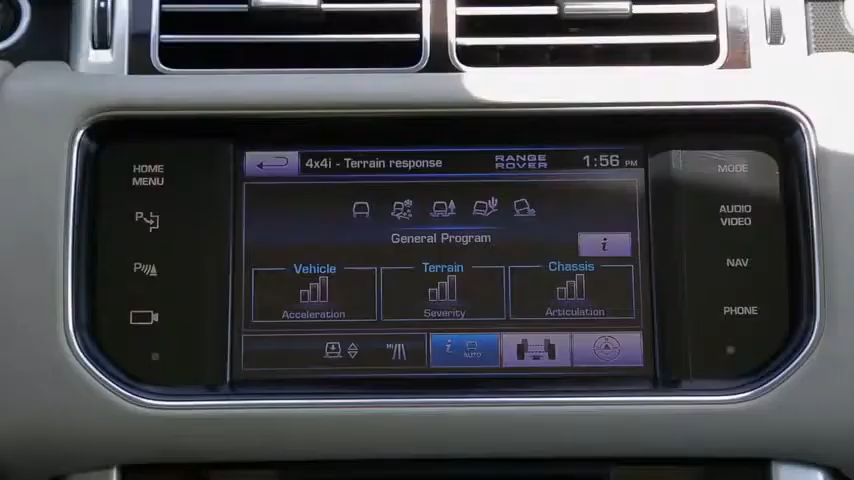 HOME
MENU
P
P
4x4i - Terrain response
RANGE
ROVER
1:56 PM
General Program
i
Vehicle
Terrain
Chassis
Acceleration
Severity
Articulation
i
AUTO
MODE
AUDIO
VIDEO
NAV
PHONE